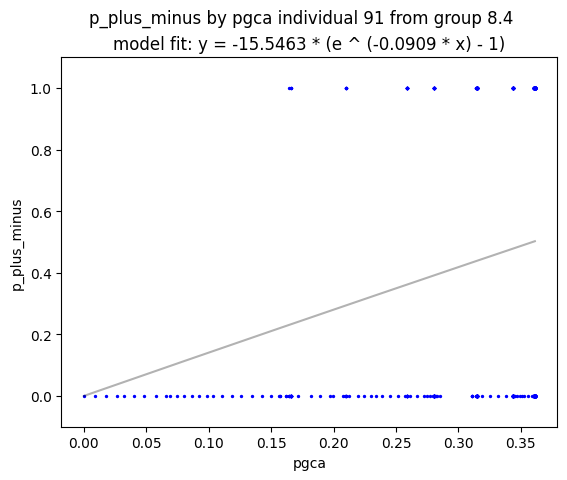 p_plus_minus by pgca individual 91 from group 8.4
model fit: y = -15.5463 * (e ^ (-0.0909 * x) - 1)
1.0
0.8
0.6
0.4
0.2
0.0
p_plus_minus
0.00 0.05 0.10 0.15 0.20 0.25 0.30 0.35
pgca